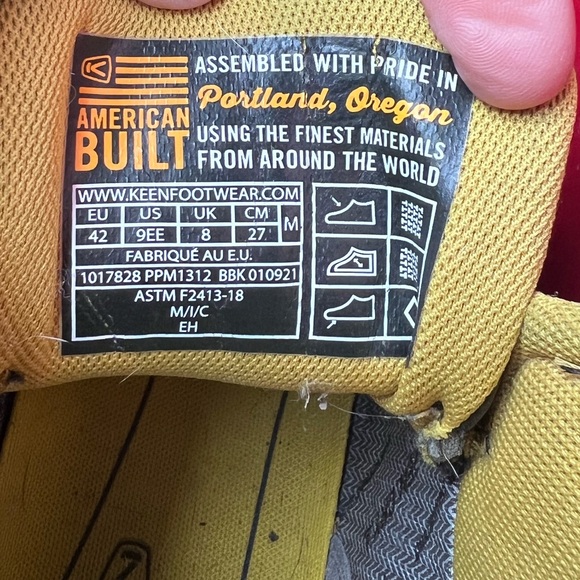 ASSEMBLED WITH PRIDE IN
Portland, Oregon
USING THE FINEST MATERIALS
FROM AROUND THE WORLD
AMERICAN
BUILT
WWW.KEENFOOTWEAR.COM
EU US UK CM M
42 9EE 8 27
FABRIQUÉ AU E.U.
1017828 PPM1312 BBK 010921
ASTM F2413-18
M/I/C
EH